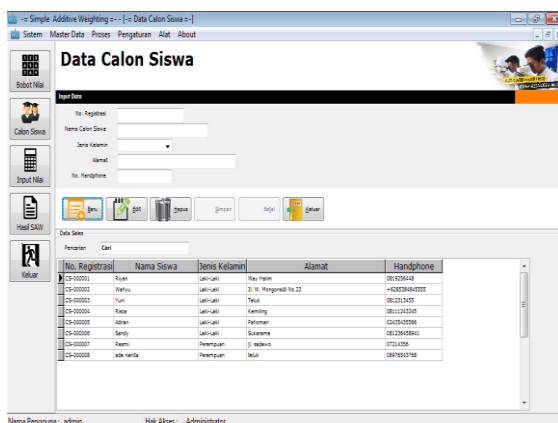 -= Simple Additive Weighting =- - [-= Data Calon Siswa =-]
Sistem Master Data Proses Pengaturan Alat About
Data Calon Siswa
Input Data
No. Registrasi
Nama Calon Siswa
Jenis Kelamin
Alamat
No. Handphone
Bobot Nilai
Calon Siswa
Input Nilai
Hasil SAW
Keluar
Baru Edit Hapus Simpan Batal Keluar
Data Sales
Pencarian Cari
No. Registrasi Nama Siswa Jenis Kelamin Alamat Handphone
CS-000001 Riyan Laki-Laki Way Halim 0819256448
CS-000002 Wahyu Laki-Laki Jl. W. Mongonsidi No.23 +6285384845555
CS-000003 Yuni Laki-Laki Teluk 0812313455
CS-000004 Risca Laki-Laki Kemiling 08111243245
CS-000005 Adrian Laki-Laki Pahoman 02435435566
CS-000006 Sandy Laki-Laki Sukarame 081236458941
CS-000007 Resmi Perempuan jl. sadewo 07214356
CS-000008 ade rianita Perempuan teluk 08976543768
Nama Pengguna : admin Hak Akses : Administrator